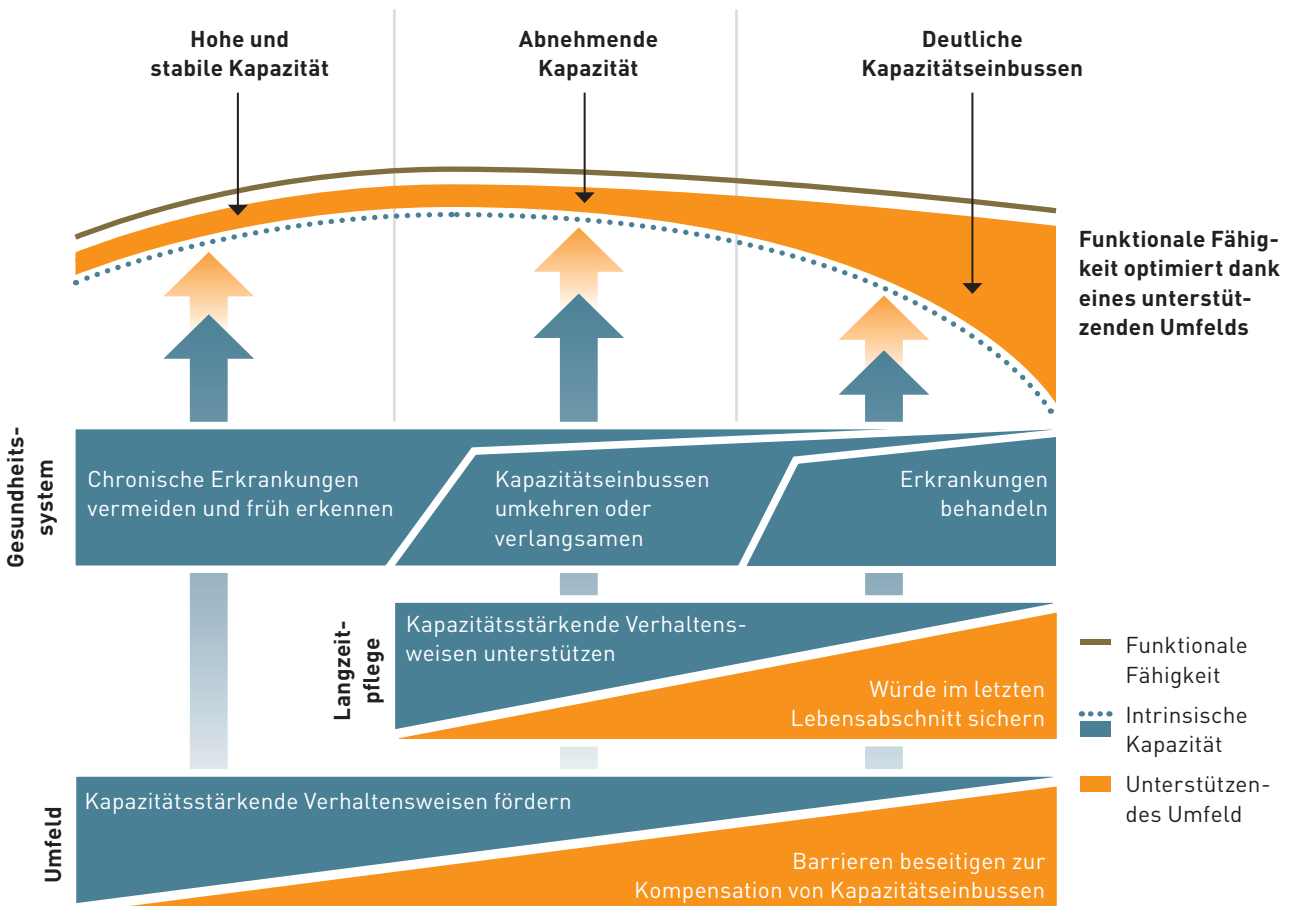 Hohe und
stabile Kapazität
Abnehmende
Kapazität
Deutliche
Kapazitätseinbussen
Funktionale Fähig-
keit optimiert dank
eines unterstüt-
zenden Umfelds
Gesundheits-
system
Chronische Erkrankungen
vermeiden und früh erkennen
Kapazitätseinbussen
umkehren oder
verlangsamen
Erkrankungen
behandeln
Langzeit-
pflege
Kapazitätsstärkende Verhaltens-
weisen unterstützen
Würde im letzten
Lebensabschnitt sichern
Funktionale
Fähigkeit
Intrinsische
Kapazität
Unterstützen-
des Umfeld
Umfeld
Kapazitätsstärkende Verhaltensweisen fördern
Barrieren beseitigen zur
Kompensation von Kapazitätseinbussen